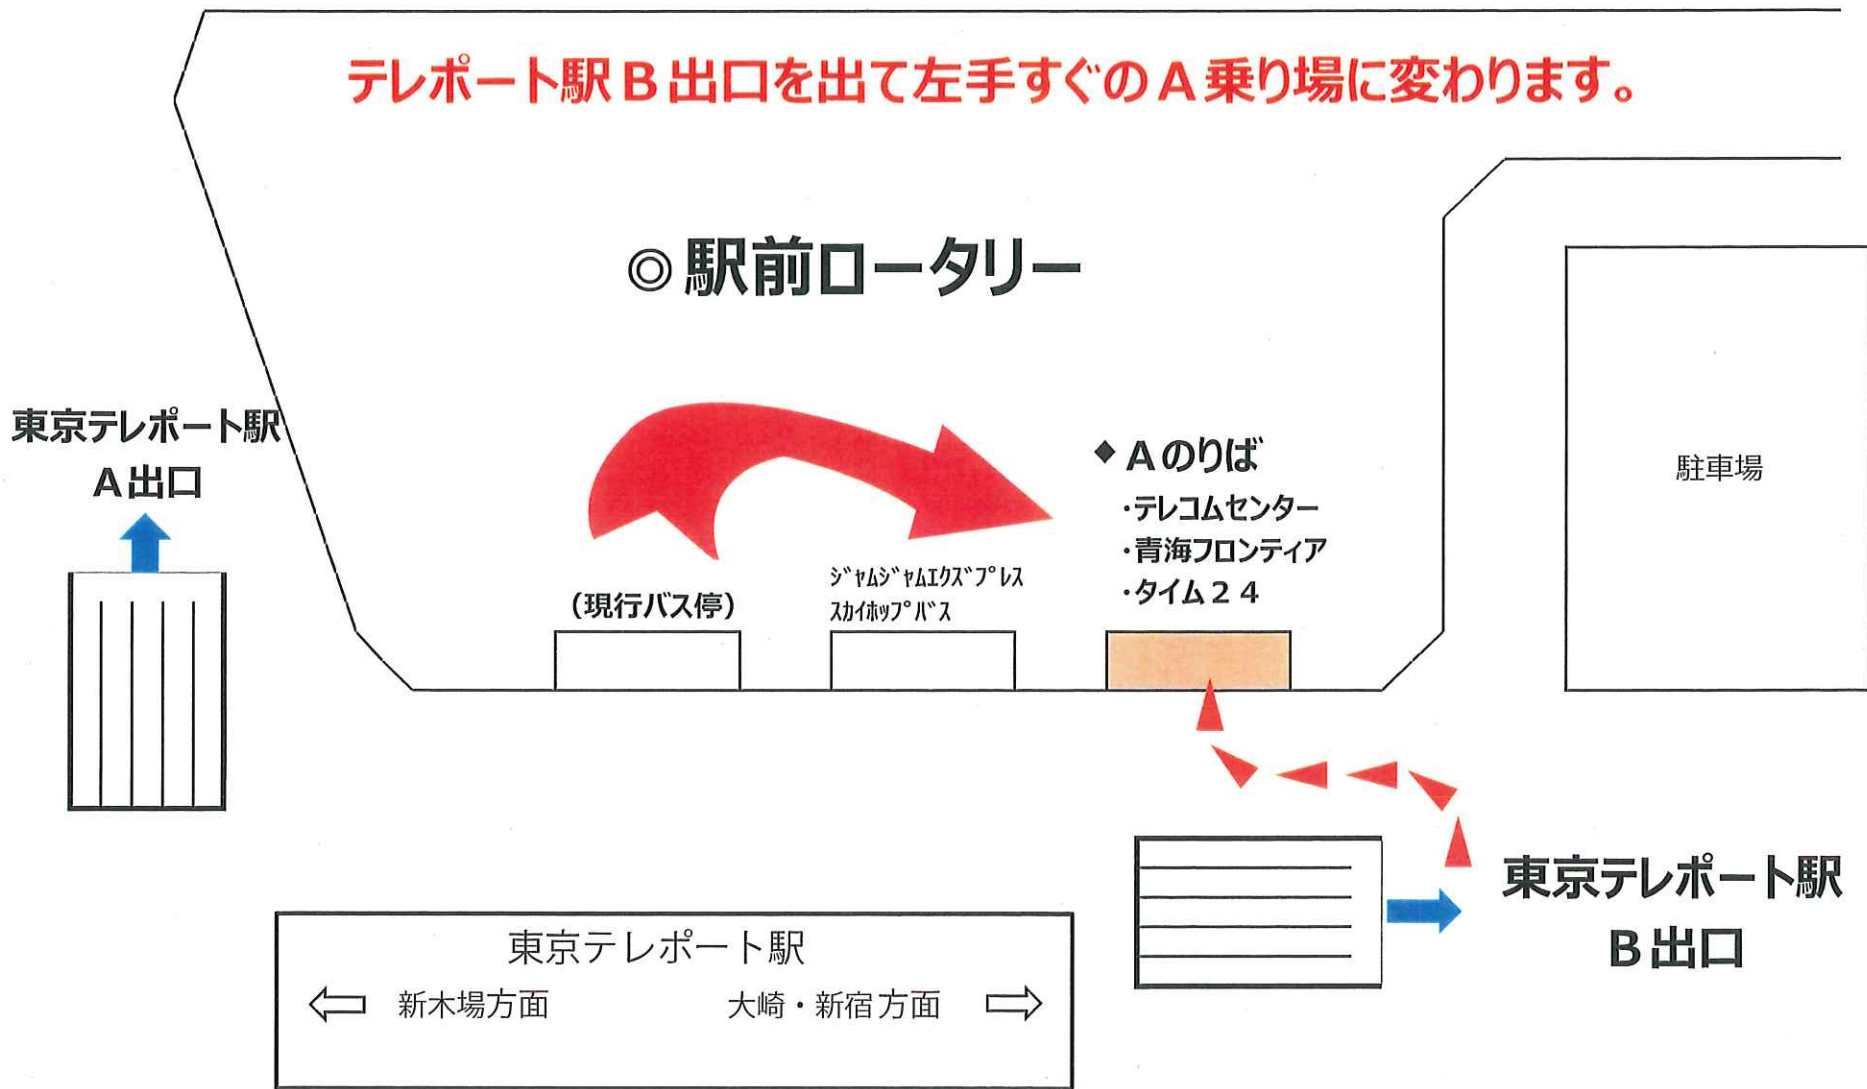 テレポート駅B出口を出て左手すぐのA乗り場に変わります。
◎駅前ロータリー
東京テレポート駅
A出口
◆Aのりば
・テレコムセンター
・青海フロンティア
・タイム24
駐車場
(現行バス停)
ジャムジャムエクズプレス
スカイホップバス
東京テレポート駅
B出口
東京テレポート駅
新木場方面
大崎・新宿方面